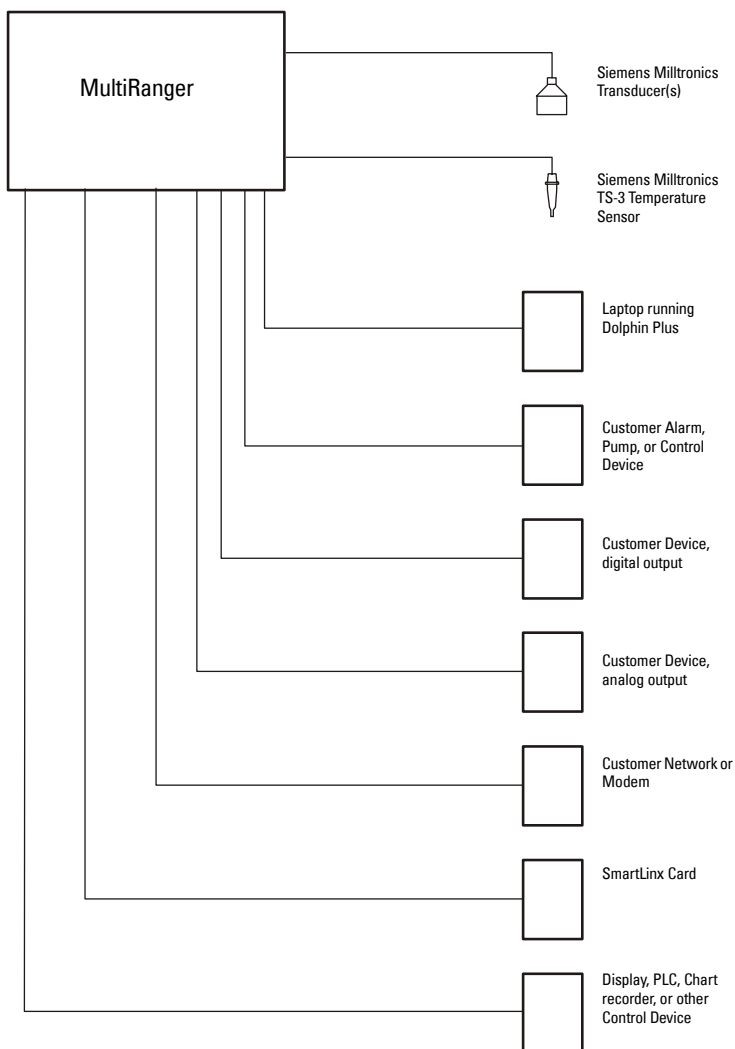 MultiRanger
Siemens Milltronics
Transducer(s)
Siemens Milltronics
TS-3 Temperature
Sensor
Laptop running
Dolphin Plus
Customer Alarm,
Pump, or Control
Device
Customer Device,
digital output
Customer Device,
analog output
Customer Network or
Modem
SmartLinx Card
Display, PLC, Chart
recorder, or other
Control Device